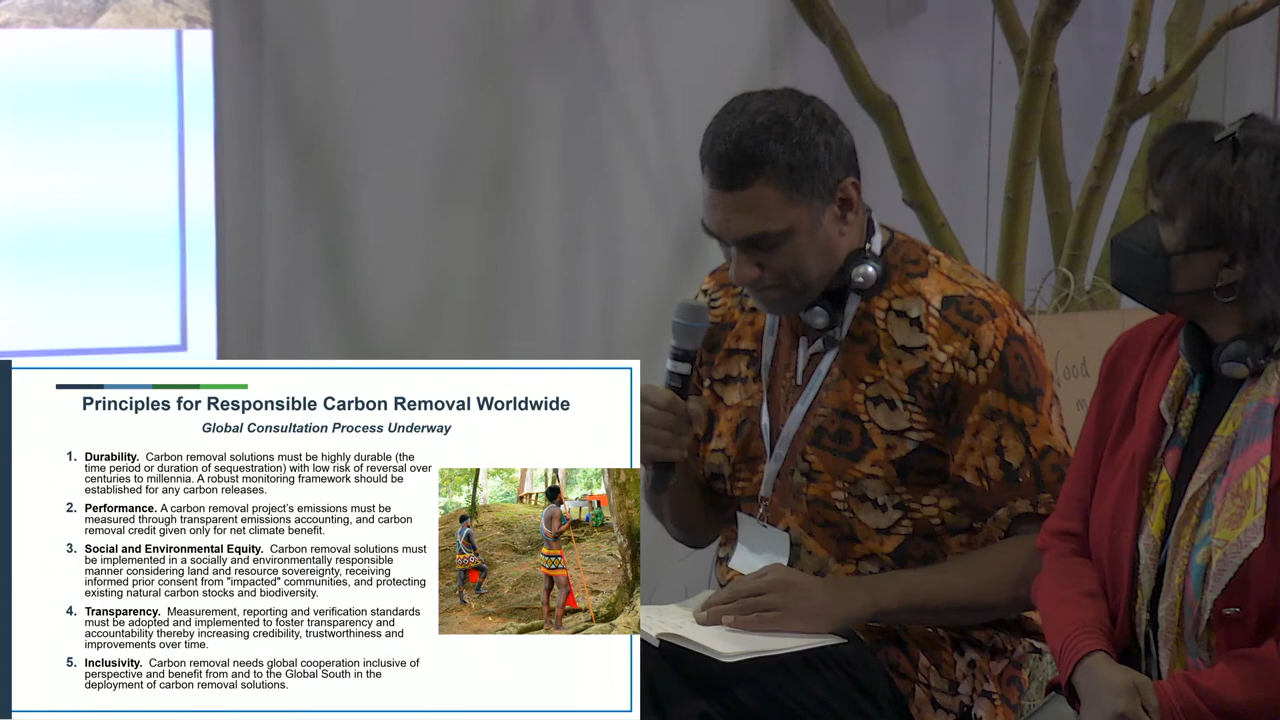 Principles for Responsible Carbon Removal Worldwide
Global Consultation Process Underway
1. Durability. Carbon removal solutions must be highly durable (the
time period or duration of sequestration) with low risk of reversal over
centuries to millennia. A robust monitoring framework should be
established for any carbon releases.
2. Performance. A carbon removal project's emissions must be
measured through transparent emissions accounting, and carbon
removal credit given only for net climate benefit.
3. Social and Environmental Equity. Carbon removal solutions must
be implemented in a socially and environmentally responsible
manner considering land and resource sovereignty, receiving
informed prior consent from "impacted" communities, and protecting
existing natural carbon stocks and biodiversity.
4. Transparency. Measurement, reporting and verification standards
must be adopted and implemented to foster transparency and
accountability thereby increasing credibility, trustworthiness and
improvements over time.
5. Inclusivity. Carbon removal needs global cooperation inclusive of
perspective and benefit from and to the Global South in the
deployment of carbon removal solutions.